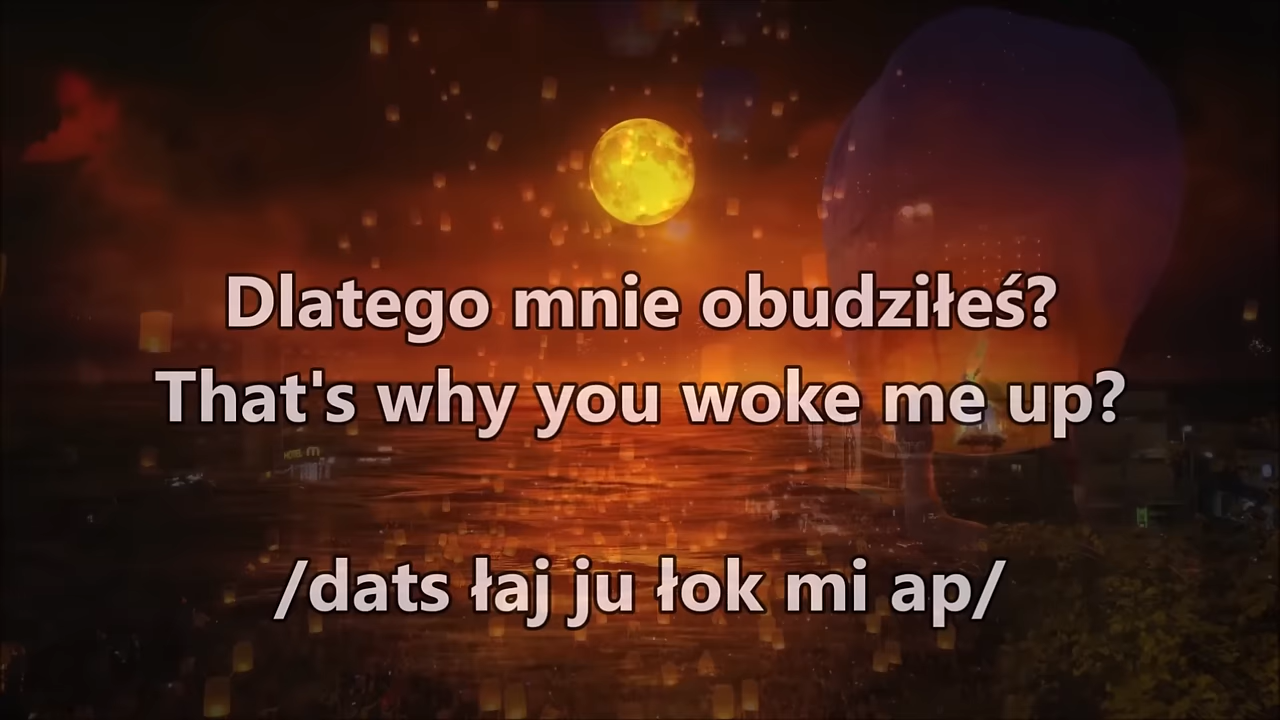 Dlatego mnie obudziłeś?
That's why you woke me up?
/dats łaj ju łok mi ap/